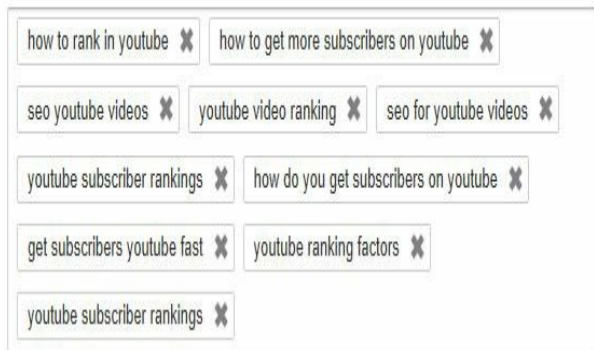 how to rank in youtube ✖ how to get more subscribers on youtube ✖
seo youtube videos ✖ youtube video ranking ✖ seo for youtube videos ✖
youtube subscriber rankings ✖ how do you get subscribers on youtube ✖
get subscribers youtube fast ✖ youtube ranking factors ✖
youtube subscriber rankings ✖